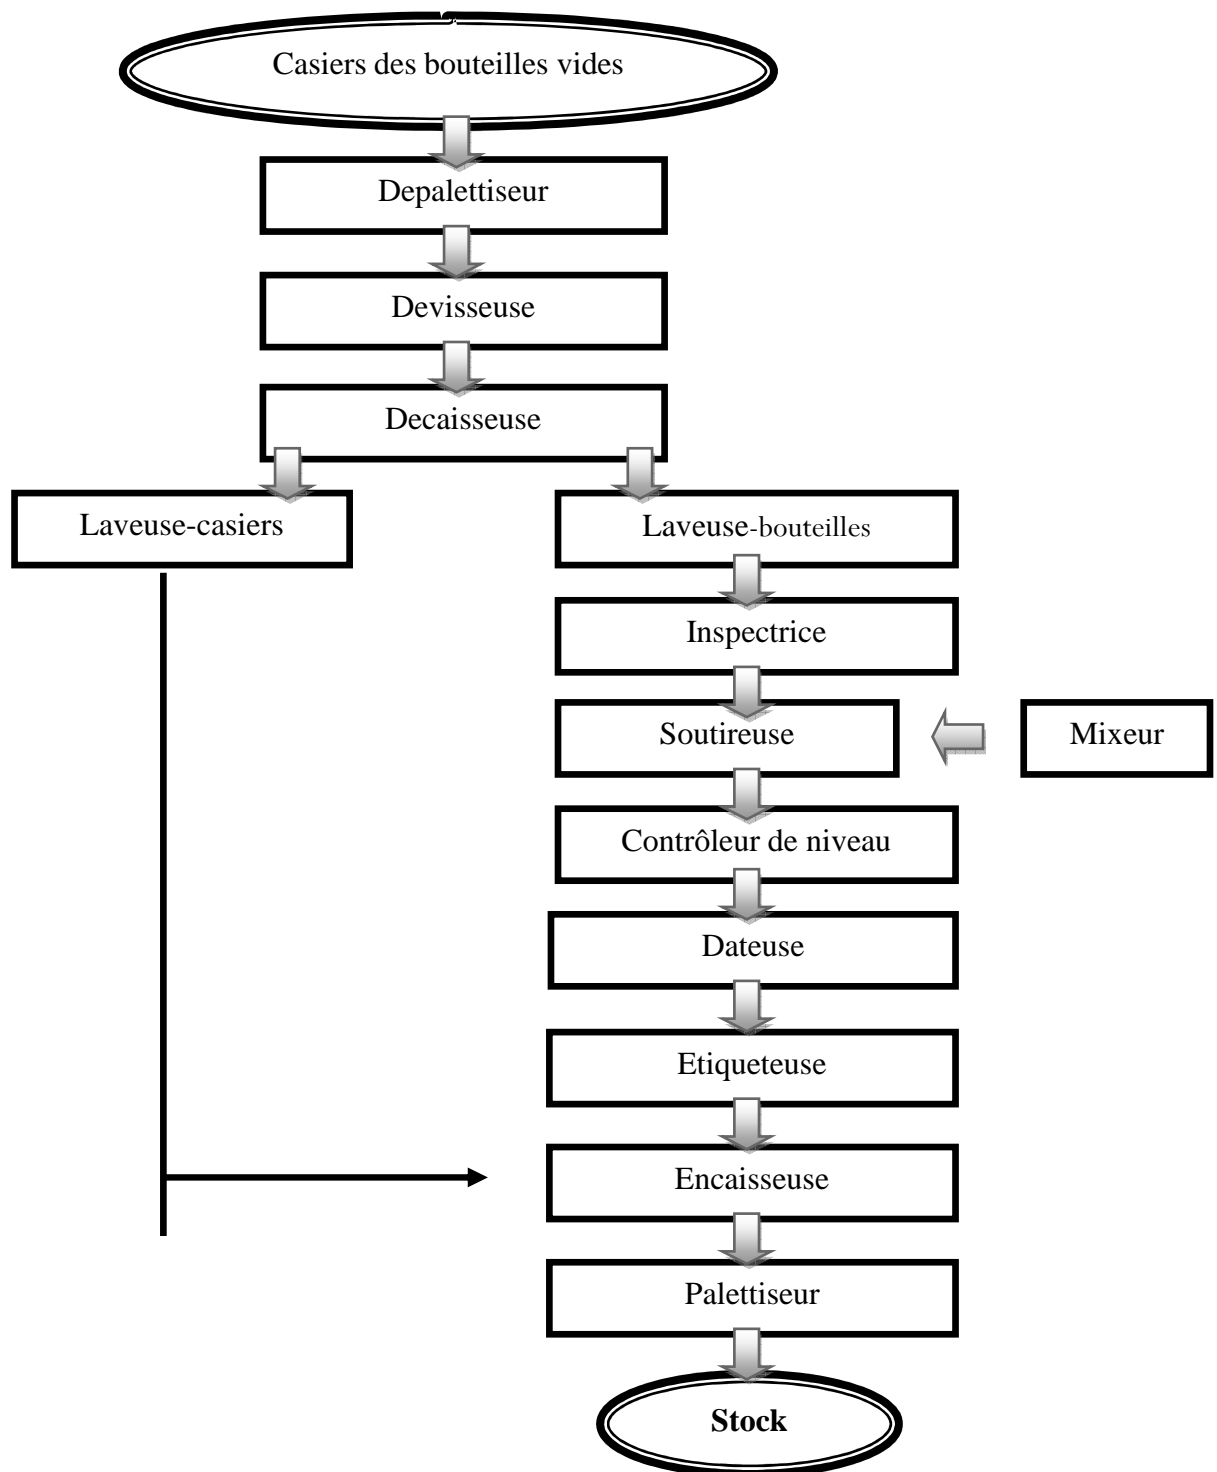 Casiers des bouteilles vides
Depalettiseur
Devisseuse
Decaisseuse
Laveuse-casiers
Laveuse-bouteilles
Inspectrice
Soutireuse
Mixeur
Contrôleur de niveau
Dateuse
Etiqueteuse
Encaisseuse
Palettiseur
Stock